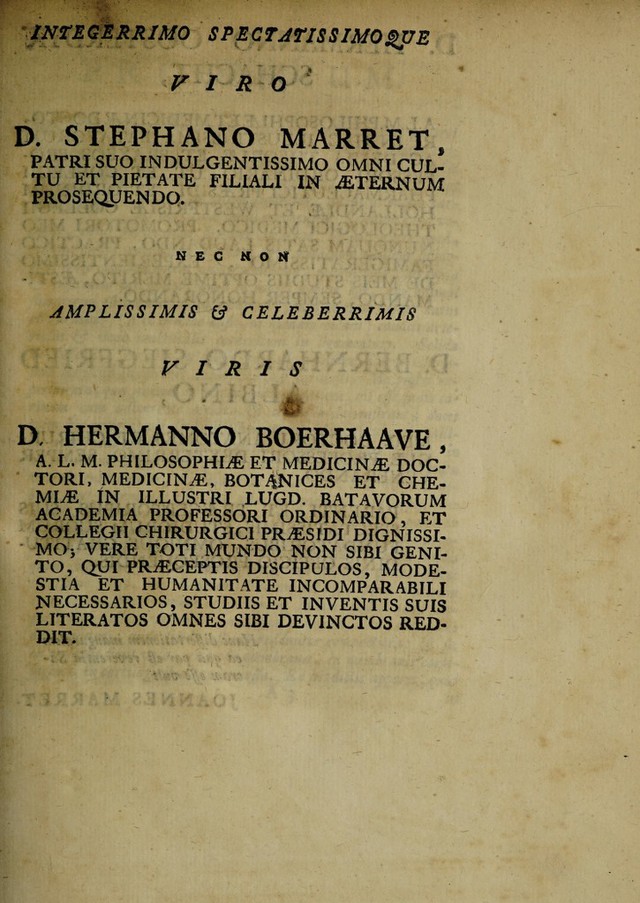 INTEGERRIMO SPECTATISSIMOQUE
VIRO
D. STEPHANO MARRET,
PATRI SUO INDULGENTISSIMO OMNI CUL-
TU ET PIETATE FILIALI IN ÆTERNUM
PROSEQUENDO.
NEC NON
AMPLISSIMIS & CELEBERRIMIS
VIRIS
D. HERMANNO BOERHAAVE,
A. L. M. PHILOSOPHIÆ ET MEDICINÆ DOC-
TORI, MEDICINÆ, BOTANICES ET CHE-
MIÆ IN ILLUSTRI LUGD. BATAVORUM
ACADEMIA PROFESSORI ORDINARIO, ET
COLLEGII CHIRURGICI PRÆSIDI DIGNISSI-
MO; VERE TOTI MUNDO NON SIBI GENI-
TO, QUI PRÆCEPTIS DISCIPULOS, MODE-
STIA ET HUMANITATE INCOMPARABILI
NECESSARIOS, STUDIIS ET INVENTIS SUIS
LITERATOS OMNES SIBI DEVINCTOS RED-
DIT.